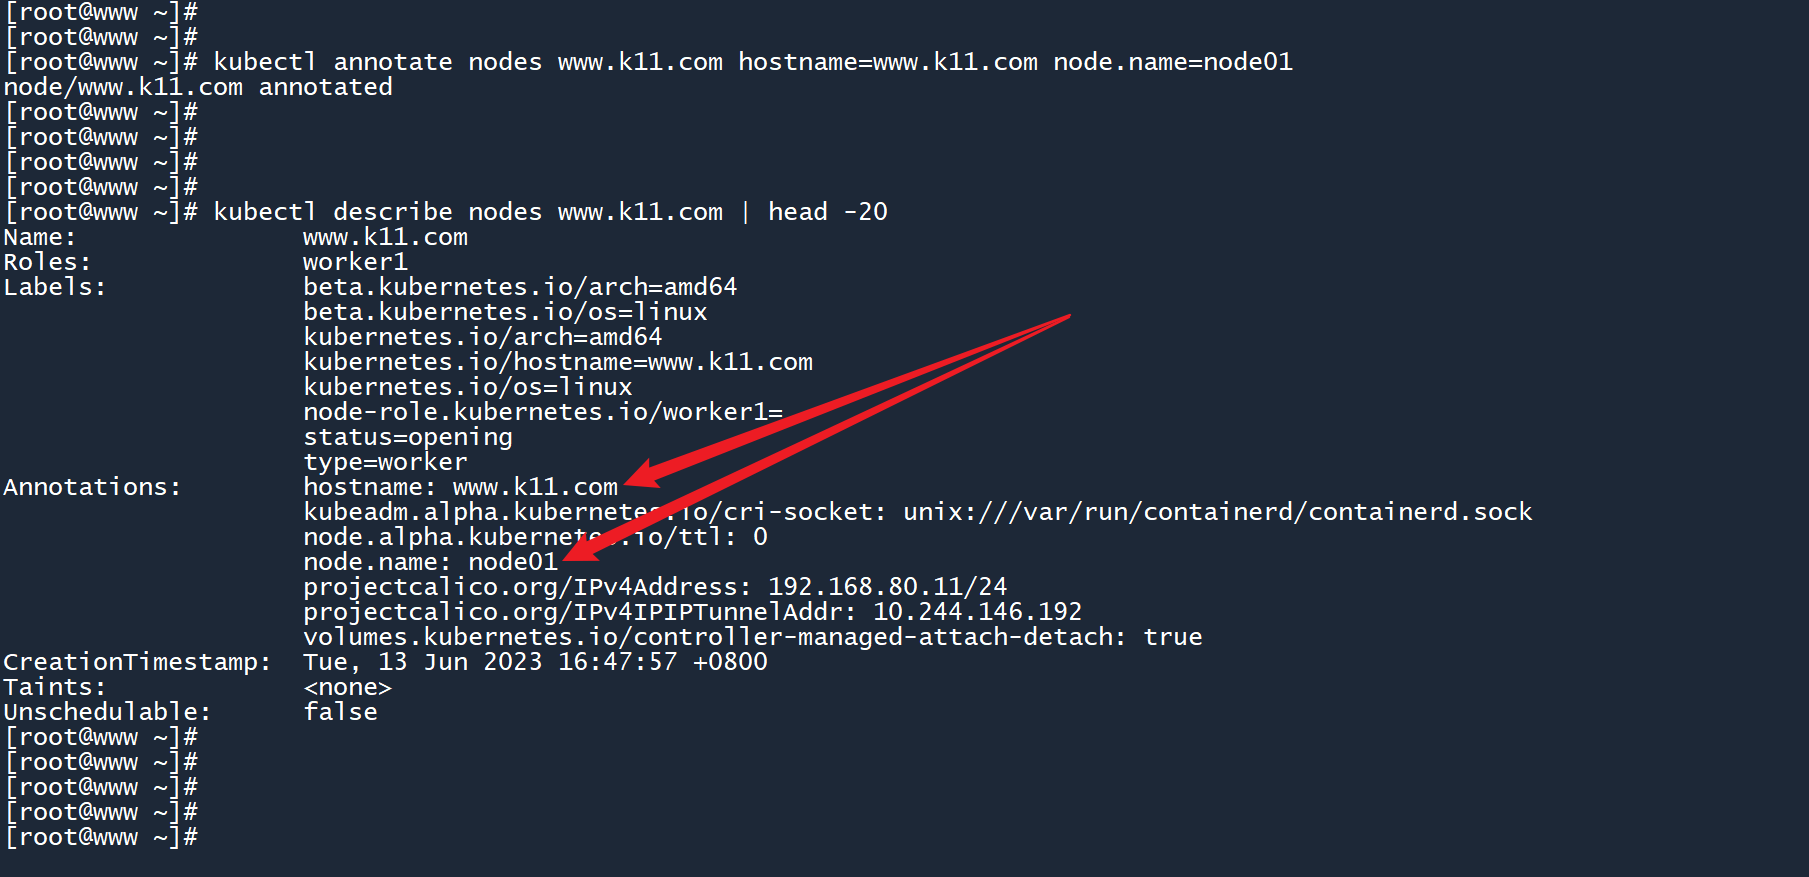 [root@www ~]#
[root@www ~]#
[root@www ~]# kubectl annotate nodes www.k11.com hostname=www.k11.com node.name=node01
node/www.k11.com annotated
[root@www ~]#
[root@www ~]#
[root@www ~]#
[root@www ~]#
[root@www ~]# kubectl describe nodes www.k11.com | head -20
Name:               www.k11.com
Roles:              worker1
Labels:             beta.kubernetes.io/arch=amd64
                    beta.kubernetes.io/os=linux
                    kubernetes.io/arch=amd64
                    kubernetes.io/hostname=www.k11.com
                    kubernetes.io/os=linux
                    node-role.kubernetes.io/worker1=
                    status=opening
                    type=worker
Annotations:        hostname: www.k11.com
                    kubeadm.alpha.kubernetes.io/cri-socket: unix:///var/run/containerd/containerd.sock
                    node.alpha.kubernetes.io/ttl: 0
                    node.name: node01
                    projectcalico.org/IPv4Address: 192.168.80.11/24
                    projectcalico.org/IPv4IPIPTunnelAddr: 10.244.146.192
                    volumes.kubernetes.io/controller-managed-attach-detach: true
CreationTimestamp:  Tue, 13 Jun 2023 16:47:57 +0800
Taints:             <none>
Unschedulable:      false
[root@www ~]#
[root@www ~]#
[root@www ~]#
[root@www ~]#
[root@www ~]#